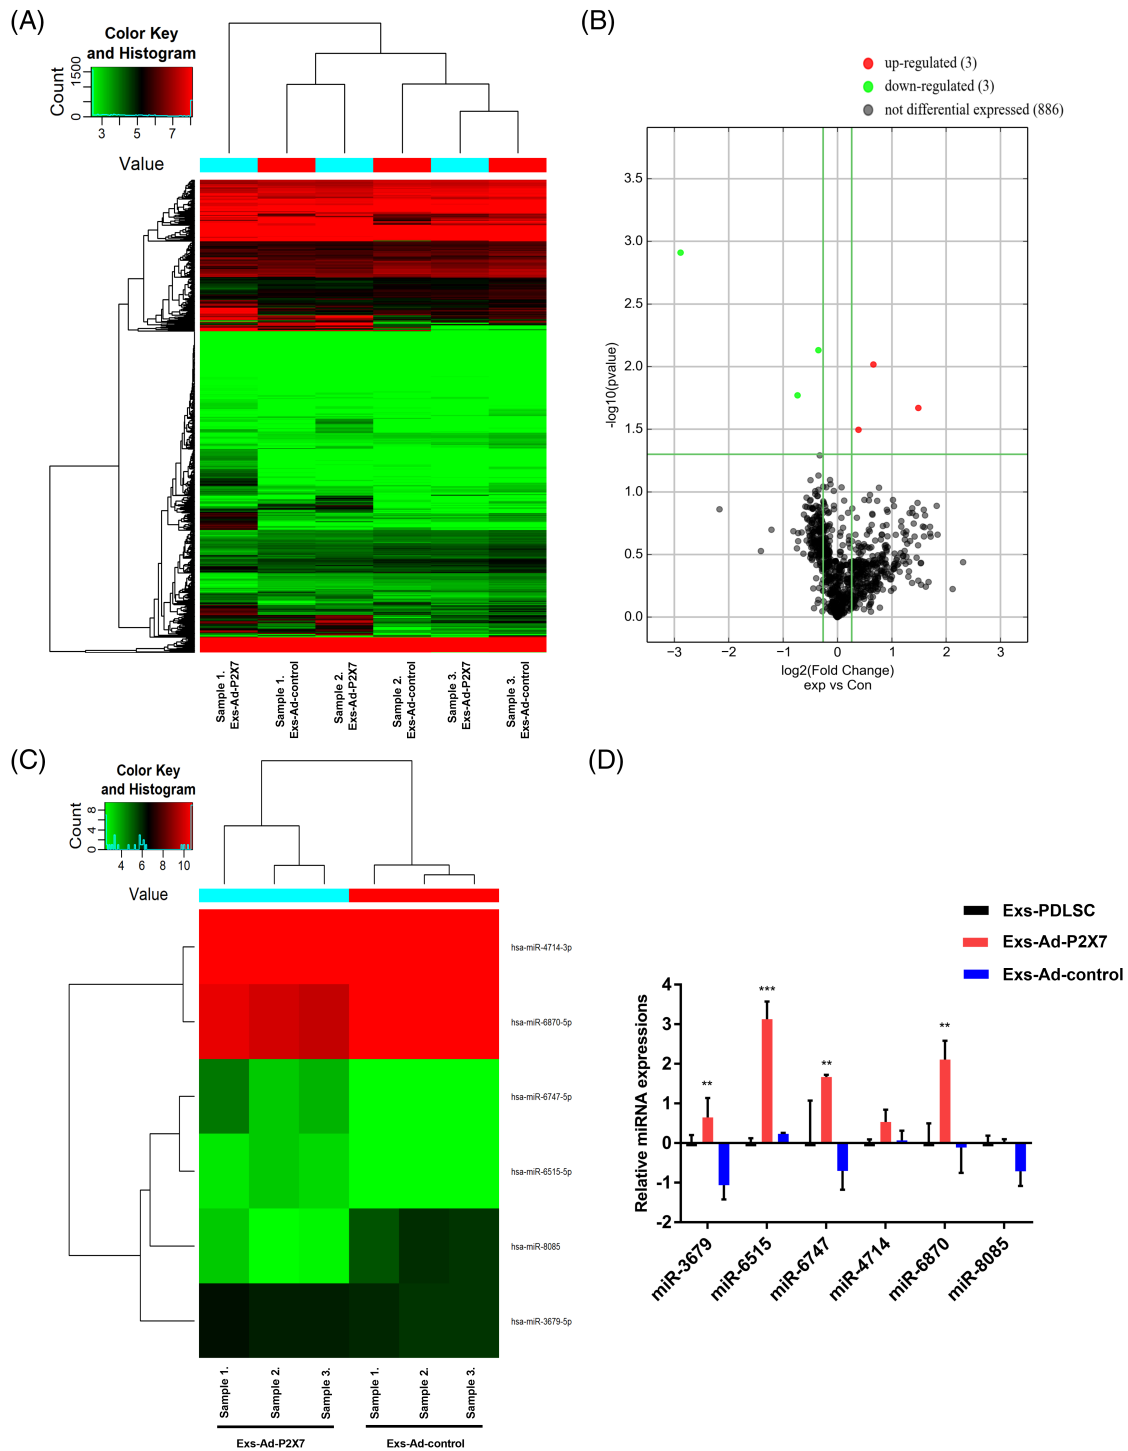 (A)
Color Key
and Histogram
Count
0
1500
3
5
7
Value
Sample 1.
Exs-Ad-P2X7
Sample 1.
Exs-Ad-control
Sample 2.
Exs-Ad-P2X7
Sample 2.
Exs-Ad-control
Sample 3.
Exs-Ad-P2X7
Sample 3.
Exs-Ad-control
(B)
up-regulated (3)
down-regulated (3)
not differential expressed (886)
-log10(pvalue)
3.5
3.0
2.5
2.0
1.5
1.0
0.5
0.0
−3
−2
−1
0
1
2
3
log2(Fold Change)
exp vs Con
(C)
Color Key
and Histogram
Count
0
4
8
4
6
8
10
Value
hsa-miR-4714-3p
hsa-miR-6870-5p
hsa-miR-6747-5p
hsa-miR-6515-5p
hsa-miR-8085
hsa-miR-3679-5p
Sample 1.
Sample 2.
Sample 3.
Sample 1.
Sample 2.
Sample 3.
Exs-Ad-P2X7
Exs-Ad-control
(D)
Exs-PDLSC
Exs-Ad-P2X7
Exs-Ad-control
Relative miRNA expressions
4
3
2
1
0
-1
-2
**
***
**
**
miR-3679
miR-6515
miR-6747
miR-4714
miR-6870
miR-8085